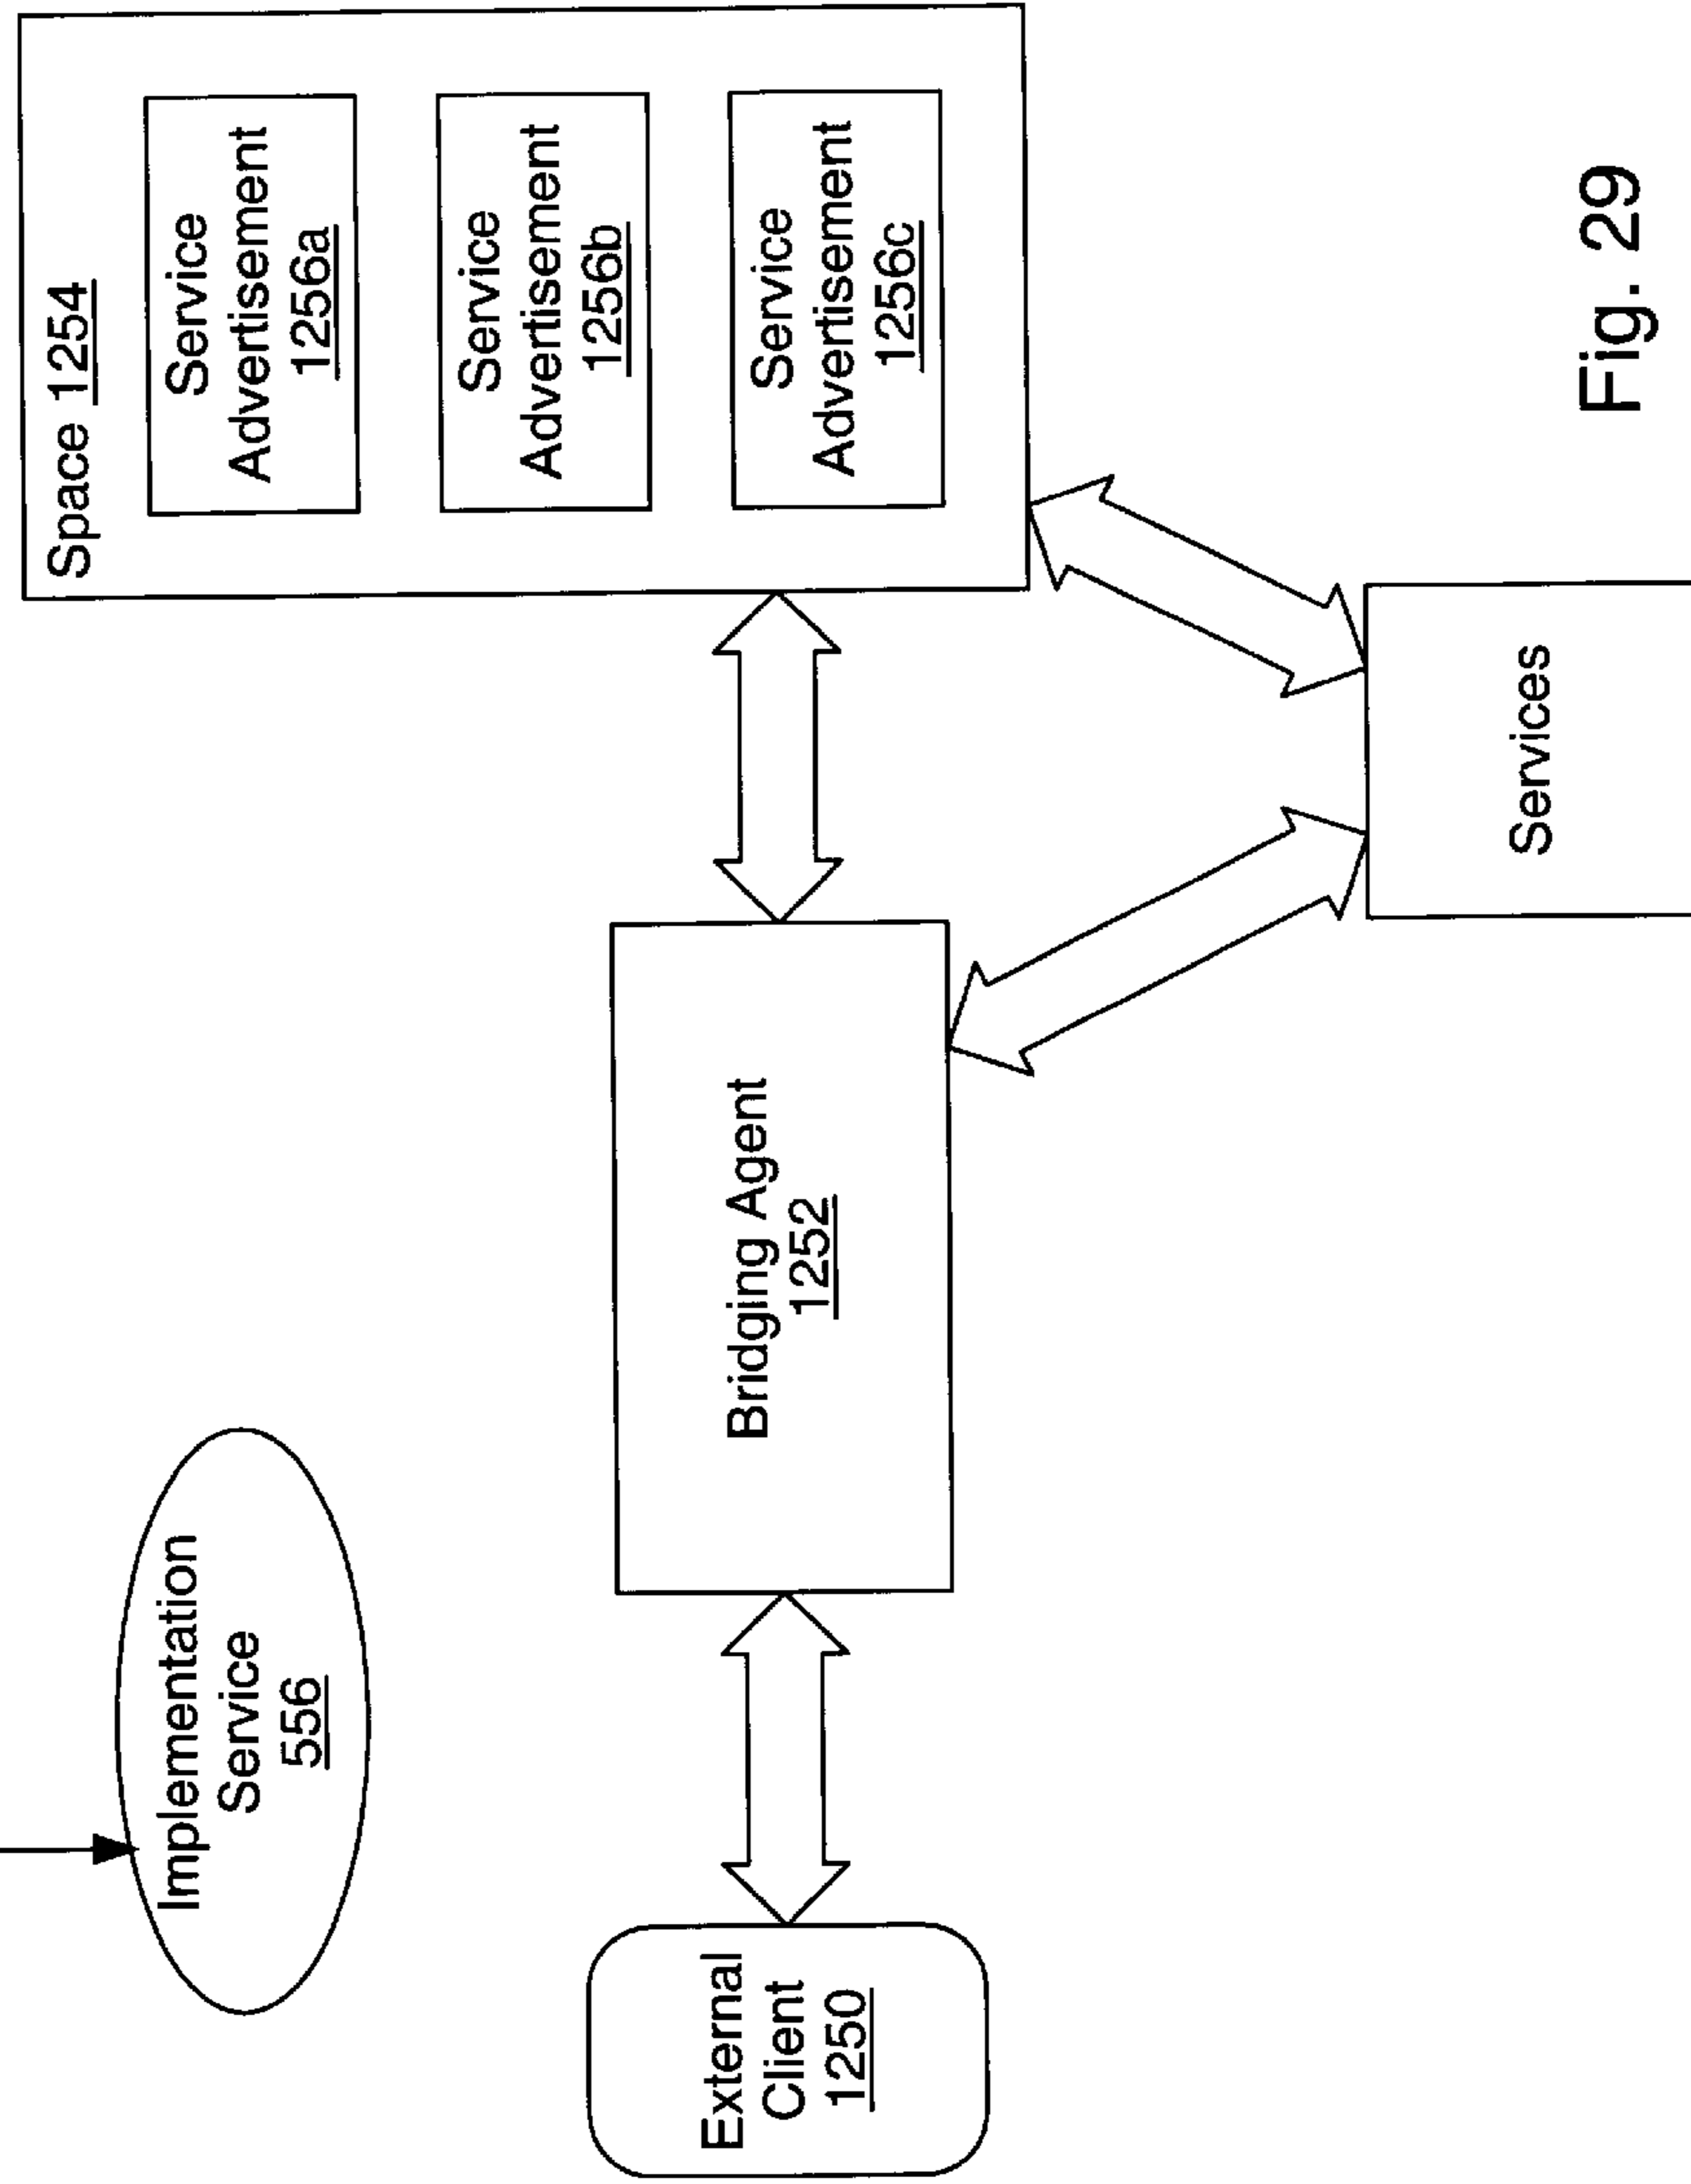 Implementation
Service
556
External
Client
1250
Bridging Agent
1252
Space 1254
Service
Advertisement
1256a
Service
Advertisement
1256b
Service
Advertisement
1256c
Services
Fig. 29